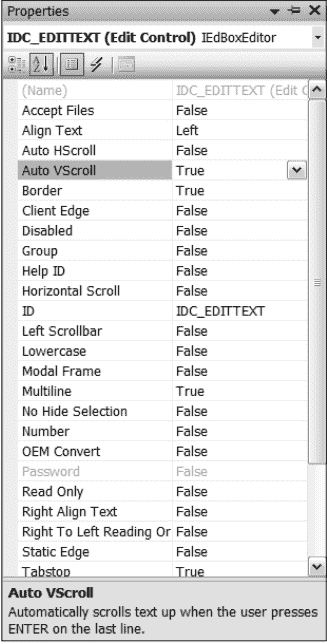 Properties
IDC_EDITTEXT (Edit Control) IEdBoxEditor
(Name) IDC_EDITTEXT (Edit C
Accept Files False
Align Text Left
Auto HScroll False
Auto VScroll True
Border True
Client Edge False
Disabled False
Group False
Help ID False
Horizontal Scroll False
ID IDC_EDITTEXT
Left Scrollbar False
Lowercase False
Modal Frame False
Multiline True
No Hide Selection False
Number False
OEM Convert False
Password False
Read Only False
Right Align Text False
Right To Left Reading Or False
Static Edge False
Tabstop True
Auto VScroll
Automatically scrolls text up when the user presses
ENTER on the last line.